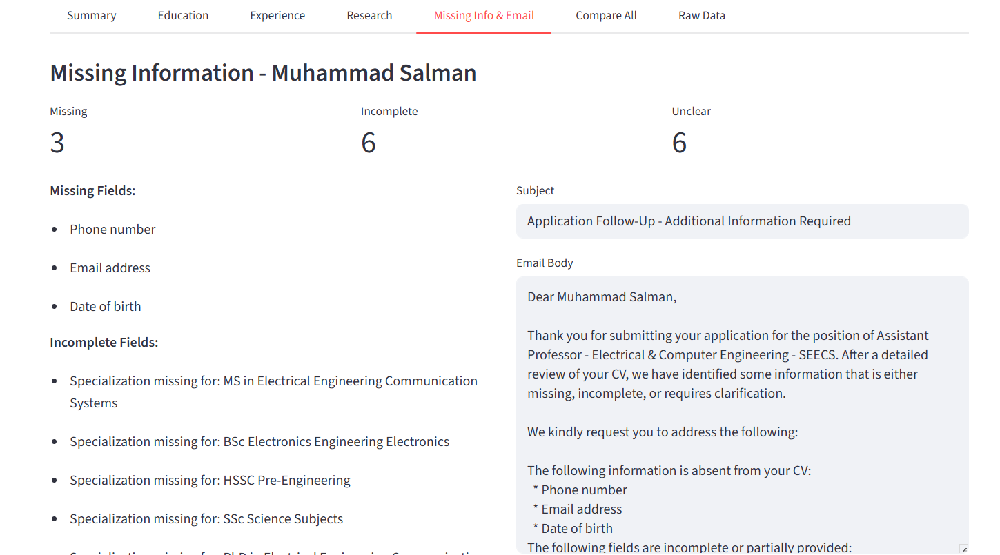 Summary
Education
Experience
Research
Missing Info & Email
Compare All
Raw Data
Missing Information - Muhammad Salman
Missing
Incomplete
Unclear
3
6
6
Missing Fields:
• Phone number
• Email address
• Date of birth
Incomplete Fields:
• Specialization missing for: MS in Electrical Engineering Communication
Systems
• Specialization missing for: BSc Electronics Engineering Electronics
• Specialization missing for: HSSC Pre-Engineering
• Specialization missing for: SSc Science Subjects
Subject
Application Follow-Up - Additional Information Required
Email Body
Dear Muhammad Salman,
Thank you for submitting your application for the position of Assistant
Professor - Electrical & Computer Engineering - SEECS. After a detailed
review of your CV, we have identified some information that is either
missing, incomplete, or requires clarification.
We kindly request you to address the following:
The following information is absent from your CV:
* Phone number
* Email address
* Date of birth
The following fields are incomplete or partially provided: